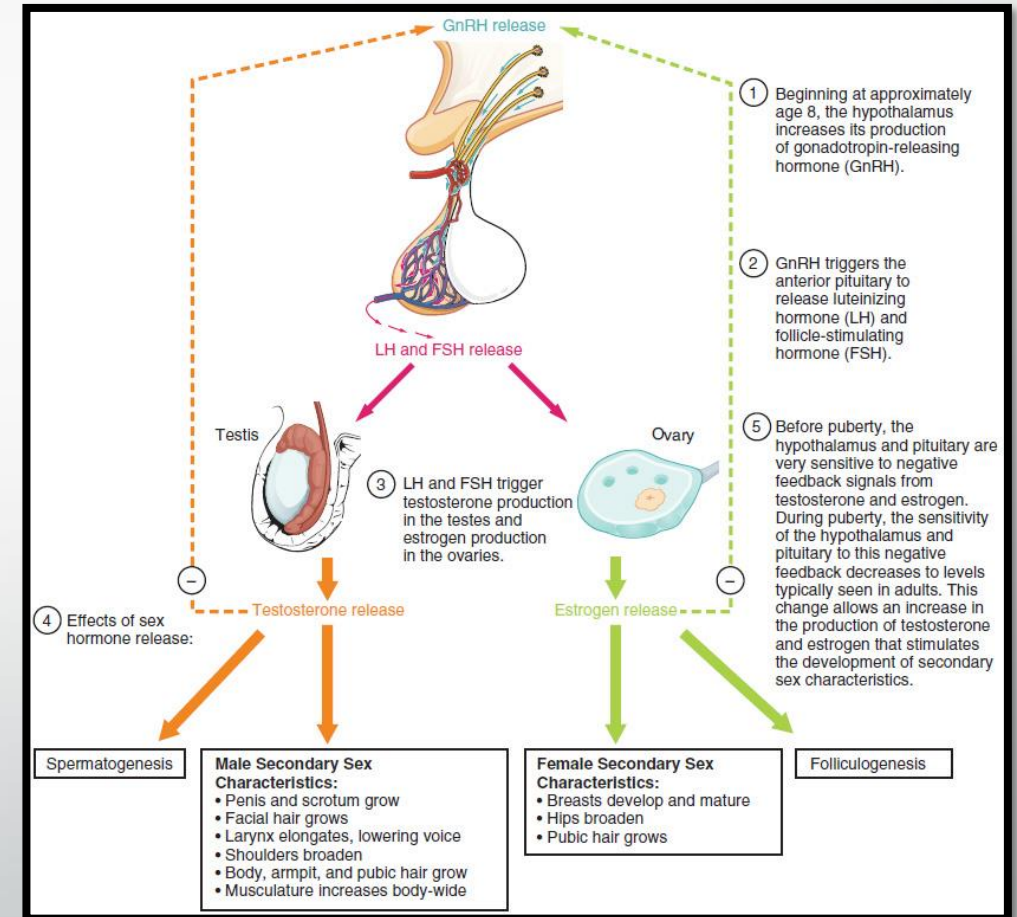 GnRH release
1
Beginning at approximately
age 8, the hypothalamus
increases its production
of gonadotropin-releasing
hormone (GnRH).
2
GnRH triggers the
anterior pituitary to
release luteinizing
hormone (LH) and
follicle-stimulating
hormone (FSH).
LH and FSH release
Testis
Ovary
3
LH and FSH trigger
testosterone production
in the testes and
estrogen production
in the ovaries.
5
Before puberty, the
hypothalamus and pituitary are
very sensitive to negative
feedback signals from
testosterone and estrogen.
During puberty, the sensitivity
of the hypothalamus and
pituitary to this negative
feedback decreases to levels
typically seen in adults. This
change allows an increase in
the production of testosterone
and estrogen that stimulates
the development of secondary
sex characteristics.
−
−
Testosterone release
Estrogen release
4
Effects of sex
hormone release:
Spermatogenesis
Male Secondary Sex
Characteristics:
• Penis and scrotum grow
• Facial hair grows
• Larynx elongates, lowering voice
• Shoulders broaden
• Body, armpit, and pubic hair grow
• Musculature increases body-wide
Female Secondary Sex
Characteristics:
• Breasts develop and mature
• Hips broaden
• Pubic hair grows
Folliculogenesis